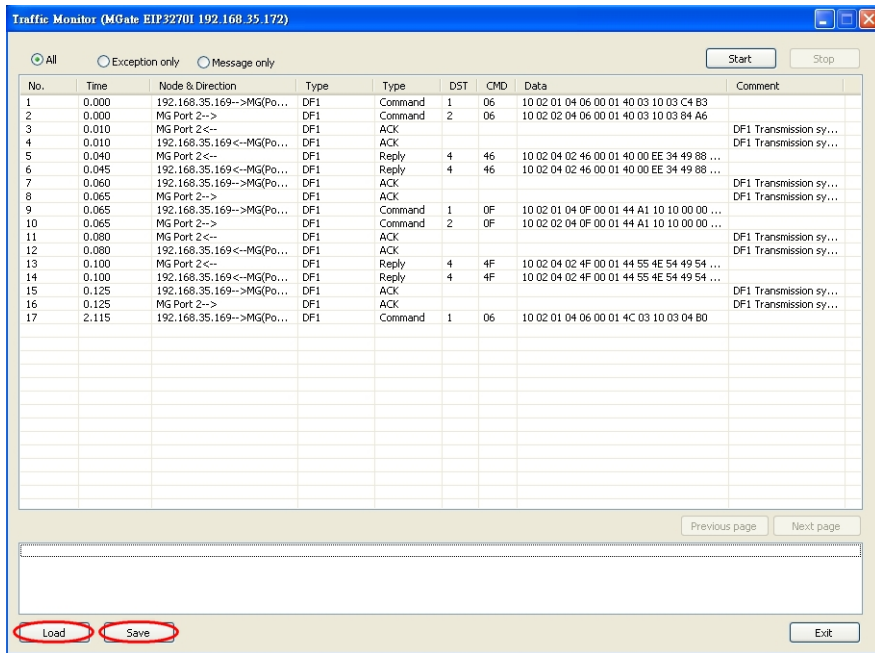 Traffic Monitor (MGate EIP3270I 192.168.35.172)
All Exception only Message only Start Stop
No. Time Node & Direction Type Type DST CMD Data Comment
1 0.000 192.168.35.169-->MG(Po... DF1 Command 1 06 10 02 01 04 06 00 01 40 03 10 03 C4 B3
2 0.000 MG Port 2--> DF1 Command 2 06 10 02 02 04 06 00 01 40 03 10 03 84 A6
3 0.010 MG Port 2<-- DF1 ACK DF1 Transmission sy...
4 0.010 192.168.35.169<--MG(Po... DF1 ACK DF1 Transmission sy...
5 0.040 MG Port 2<-- DF1 Reply 4 46 10 02 04 02 46 00 01 40 00 EE 34 49 88 ...
6 0.045 192.168.35.169<--MG(Po... DF1 Reply 4 46 10 02 04 02 46 00 01 40 00 EE 34 49 88 ...
7 0.060 192.168.35.169-->MG(Po... DF1 ACK DF1 Transmission sy...
8 0.065 MG Port 2--> DF1 ACK DF1 Transmission sy...
9 0.065 192.168.35.169-->MG(Po... DF1 Command 1 0F 10 02 01 04 0F 00 01 44 A1 10 10 00 00 ...
10 0.065 MG Port 2--> DF1 Command 2 0F 10 02 02 04 0F 00 01 44 A1 10 10 00 00 ...
11 0.080 MG Port 2<-- DF1 ACK DF1 Transmission sy...
12 0.080 192.168.35.169<--MG(Po... DF1 ACK DF1 Transmission sy...
13 0.100 MG Port 2<-- DF1 Reply 4 4F 10 02 04 02 4F 00 01 44 55 4E 54 49 54 ...
14 0.100 192.168.35.169<--MG(Po... DF1 Reply 4 4F 10 02 04 02 4F 00 01 44 55 4E 54 49 54 ...
15 0.125 192.168.35.169-->MG(Po... DF1 ACK DF1 Transmission sy...
16 0.125 MG Port 2--> DF1 ACK DF1 Transmission sy...
17 2.115 192.168.35.169-->MG(Po... DF1 Command 1 06 10 02 01 04 06 00 01 4C 03 10 03 04 B0
Previous page Next page
Load Save Exit